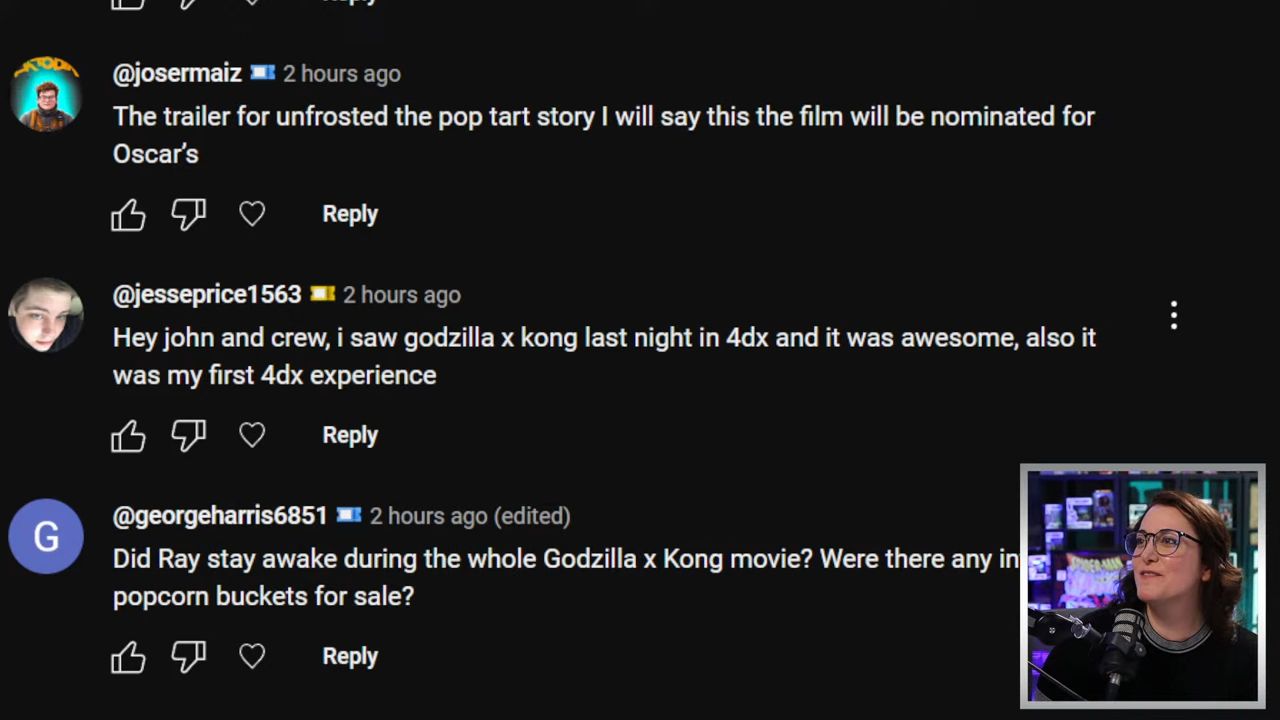 Reply
@josermaiz 2 hours ago
The trailer for unfrosted the pop tart story I will say this the film will be nominated for
Oscar’s
Reply
@jesseprice1563 2 hours ago
Hey john and crew, i saw godzilla x kong last night in 4dx and it was awesome, also it
was my first 4dx experience
Reply
G
@georgeharris6851 2 hours ago (edited)
Did Ray stay awake during the whole Godzilla x Kong movie? Were there any
popcorn buckets for sale?
Reply